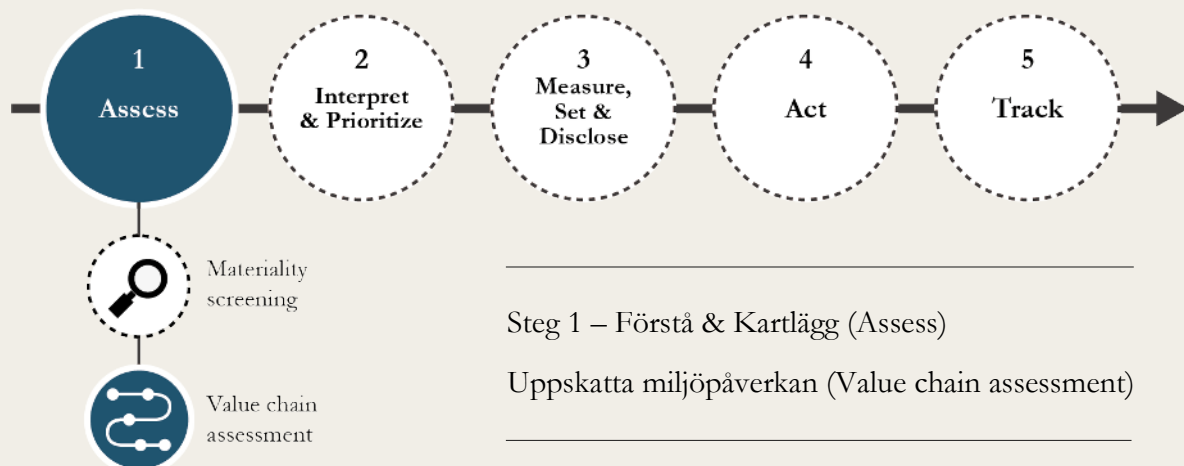 1
Assess
2
Interpret
& Prioritize
3
Measure,
Set &
Disclose
4
Act
5
Track
Materiality
screening
Value chain
assessment
Steg 1 – Förstå & Kartlägg (Assess)
Uppskatta miljöpåverkan (Value chain assessment)